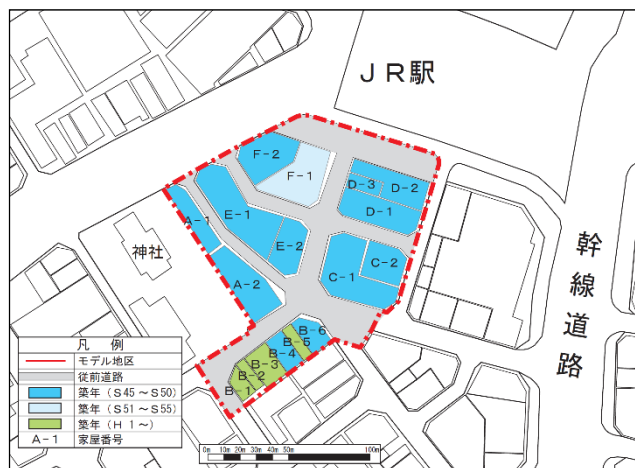 JR駅
F-2
F-1
D-3
D-2
D-1
A-1
E-1
E-2
神社
A-2
C-1
C-2
幹線道路
B-6
B-5
B-4
B-3
B-2
B-1
凡 例
モデル地区
従前道路
築年(S45~S50)
築年(S51~S55)
築年(H 1~)
A-1 家屋番号
0m 10m 20m 30m 40m 50m 100m